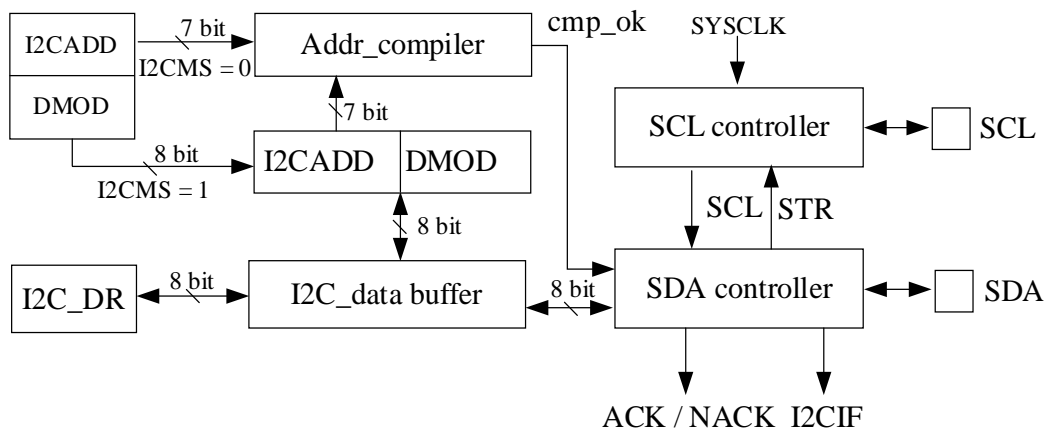 I2CADD
DMOD
7 bit
I2CMS = 0
Addr_compiler
cmp_ok
SYSCLK
7 bit
8 bit
I2CMS = 1
I2CADD DMOD
SCL controller
SCL
SCL STR
8 bit
I2C_DR
8 bit
I2C_data buffer
8 bit
SDA controller
SDA
ACK / NACK I2CIF